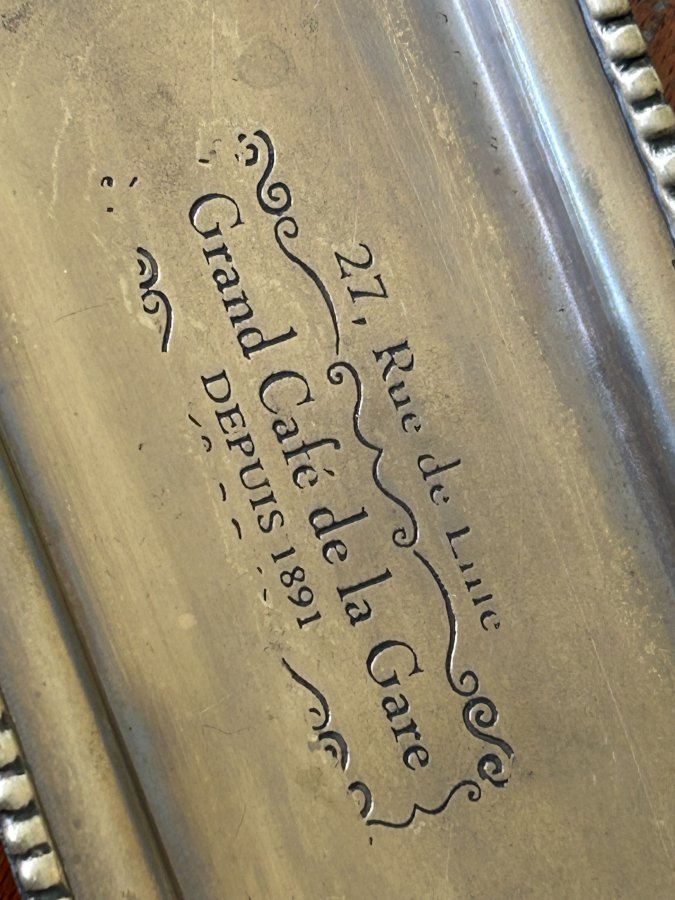 27, Rue de Lille
Grand Café de la Gare
DEPUIS 1891